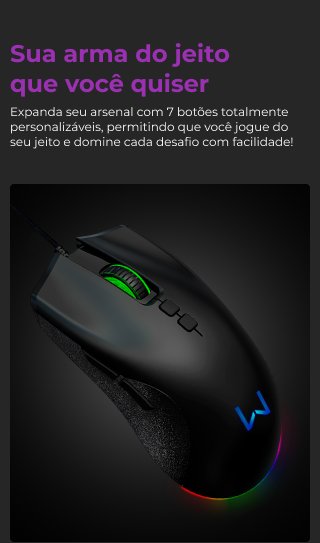 Sua arma do jeito
que você quiser
Expanda seu arsenal com 7 botões totalmente
personalizáveis, permitindo que você jogue do
seu jeito e domine cada desafio com facilidade!